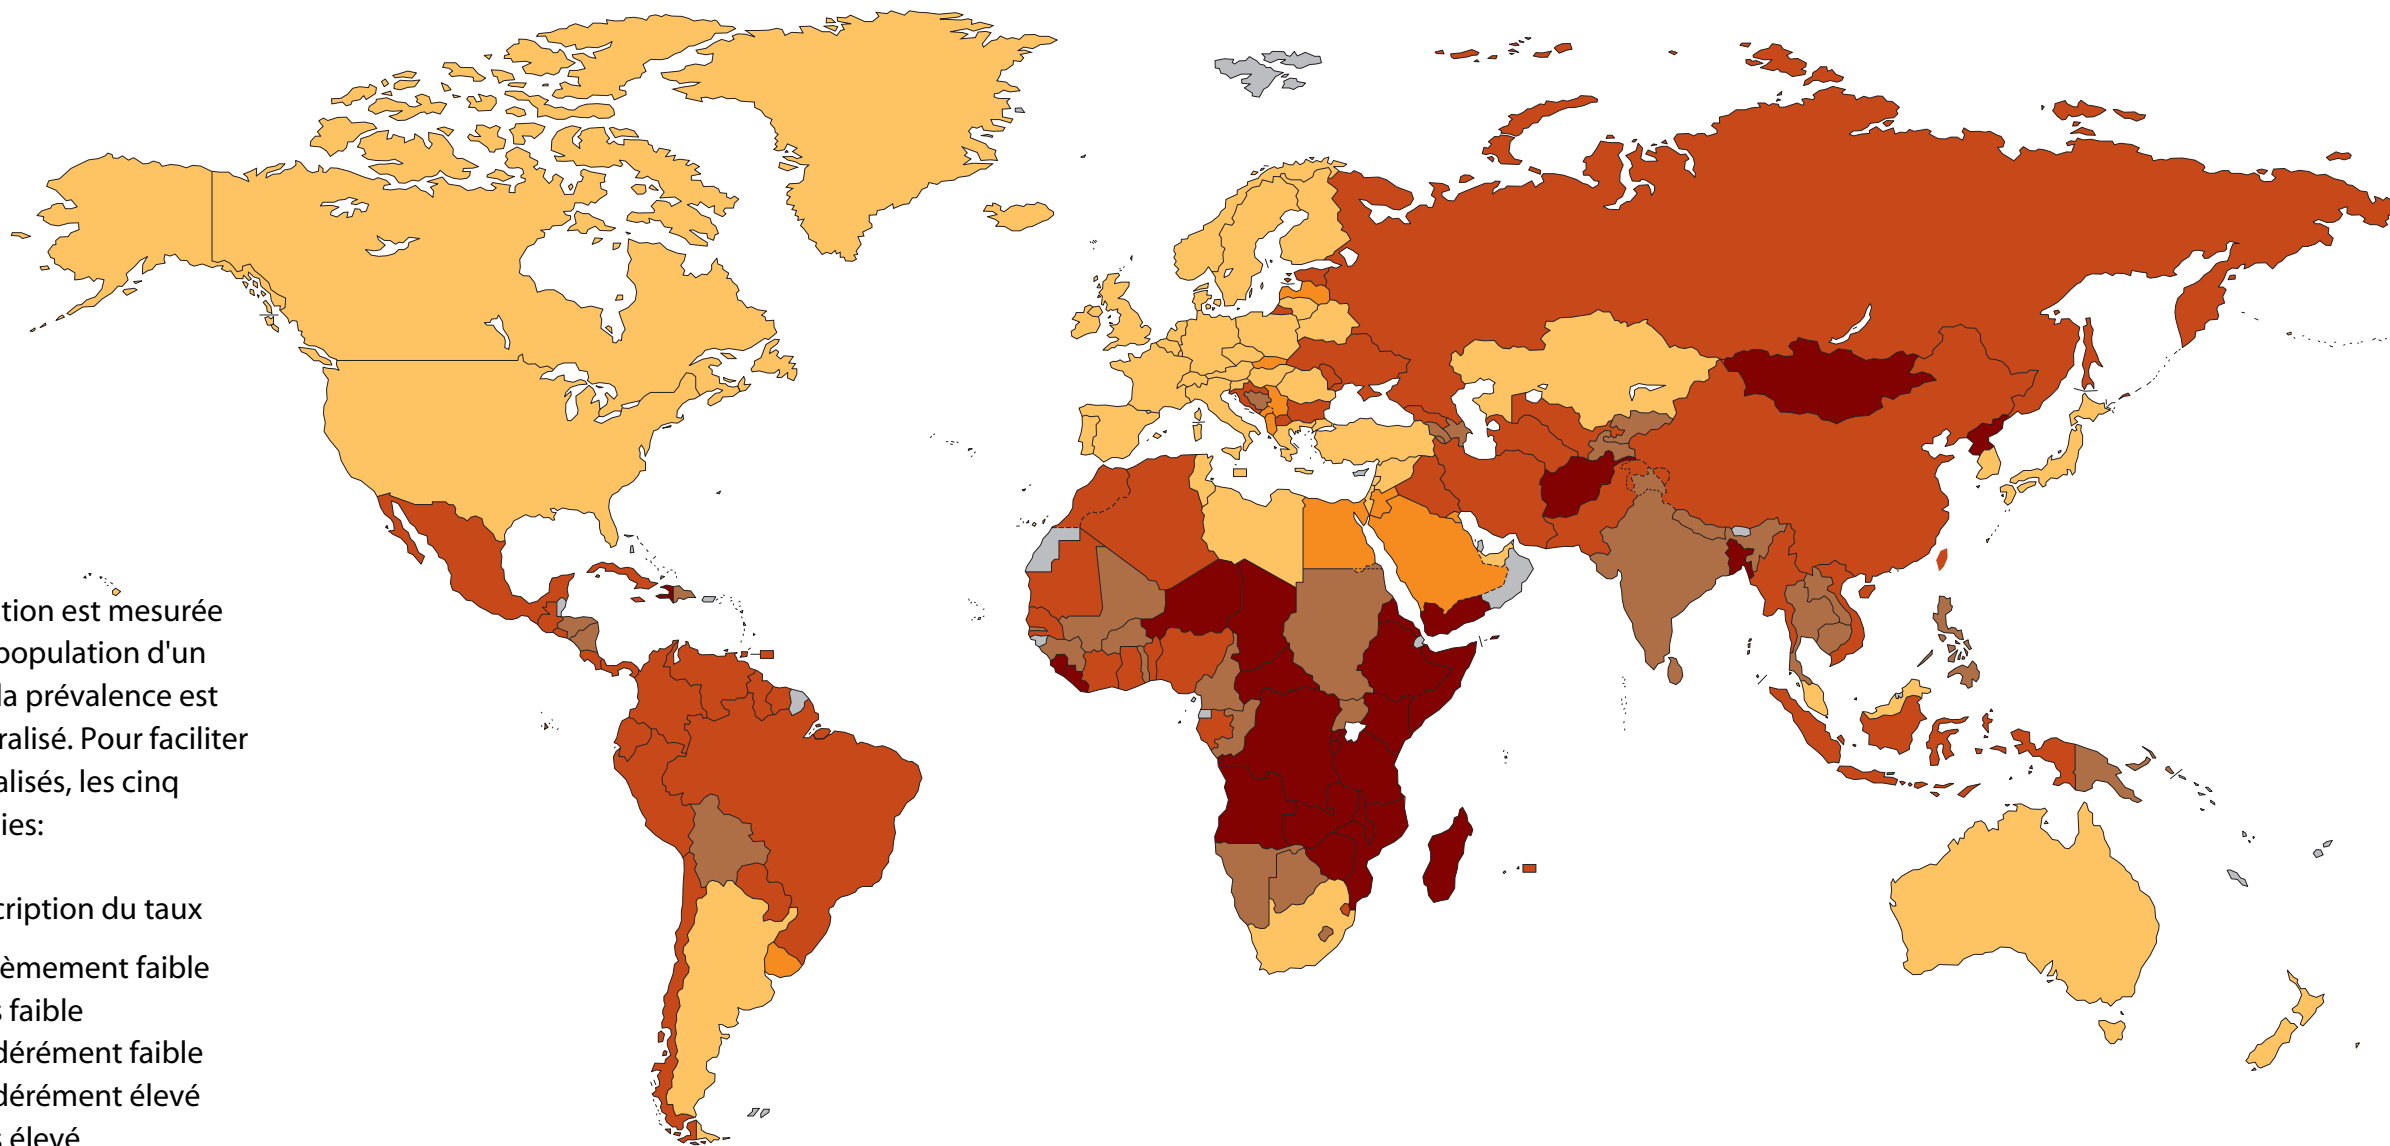 tion est mesurée
population d'un
la prévalence est
ralisé. Pour faciliter
alisés, les cinq
ies:
cription du taux
èmement faible
s faible
dérément faible
dérément élevé
s élevé